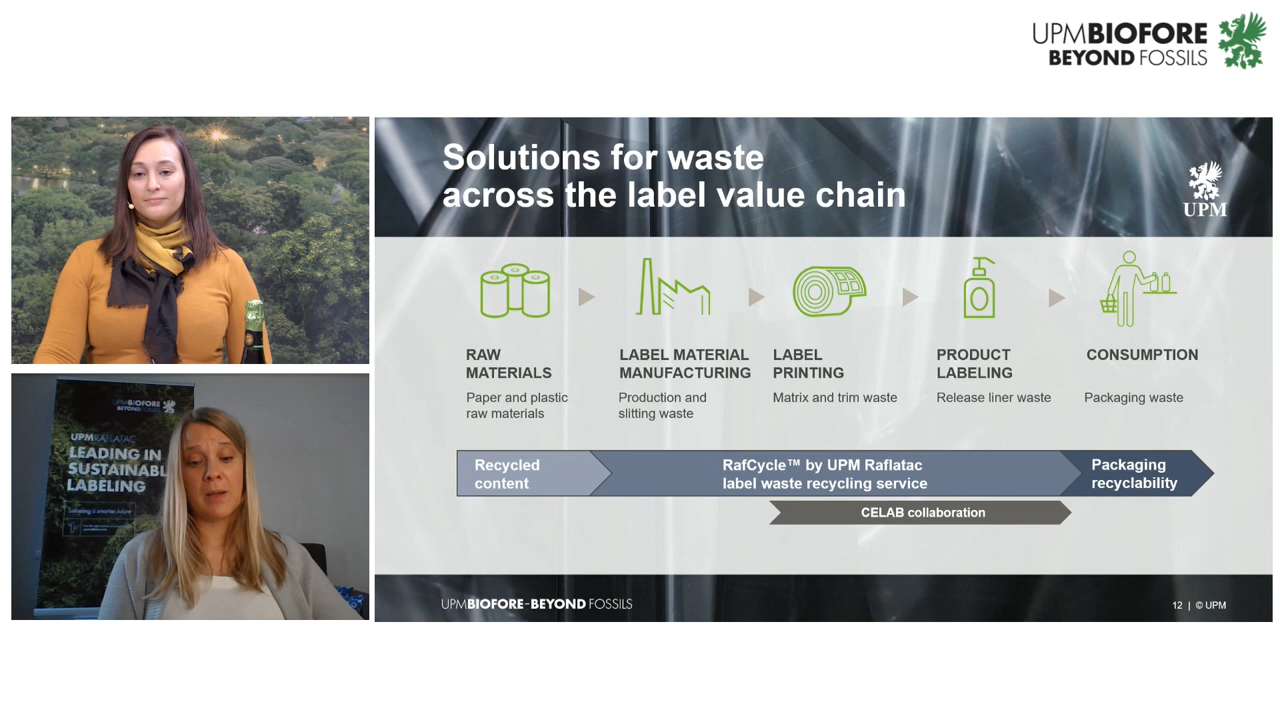 UPMBIOFORE
BEYOND FOSSILS
UPMBIOFORE
BEYOND FOSSILS
UPMRAFLATAC
LEADING IN
SUSTAINABL
LABELING
Labeling a smarter future
Solutions for waste
across the label value chain
UPM
RAW
MATERIALS
Paper and plastic
raw materials
LABEL MATERIAL
MANUFACTURING
Production and
slitting waste
LABEL
PRINTING
Matrix and trim waste
PRODUCT
LABELING
Release liner waste
CONSUMPTION
Packaging waste
Recycled
content
RafCycle™ by UPM Raflatac
label waste recycling service
Packaging
recyclability
CELAB collaboration
UPMBIOFORE–BEYOND FOSSILS
12 | © UPM